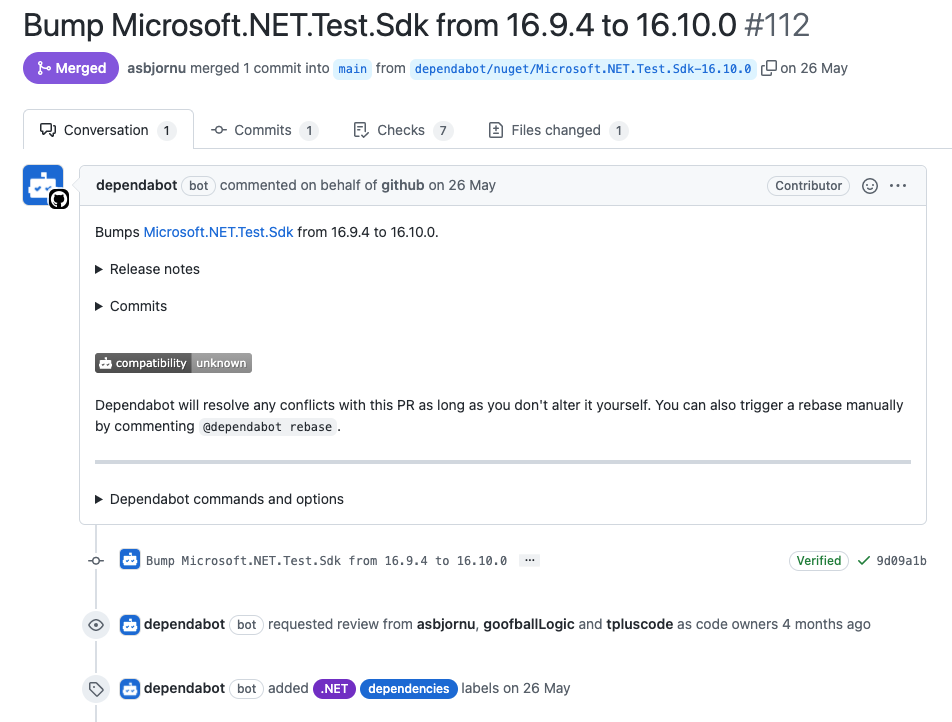 Bump Microsoft.NET.Test.Sdk from 16.9.4 to 16.10.0 #112
Merged asbjornu merged 1 commit into main from dependabot/nuget/Microsoft.NET.Test.Sdk-16.10.0 on 26 May
Conversation 1 Commits 1 Checks 7 Files changed 1
dependabot bot commented on behalf of github on 26 May Contributor ...
Bumps Microsoft.NET.Test.Sdk from 16.9.4 to 16.10.0.
Release notes
Commits
compatibility unknown
Dependabot will resolve any conflicts with this PR as long as you don't alter it yourself. You can also trigger a rebase manually
by commenting @dependabot rebase .
Dependabot commands and options
Bump Microsoft.NET.Test.Sdk from 16.9.4 to 16.10.0 ... Verified 9d09a1b
dependabot bot requested review from asbjornu, goofballLogic and tpluscode as code owners 4 months ago
dependabot bot added .NET dependencies labels on 26 May